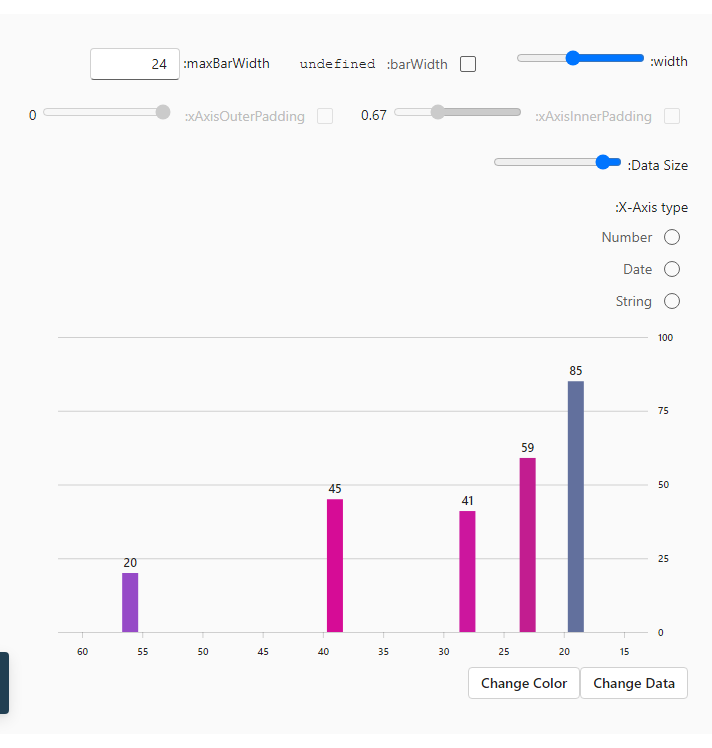 :width
:barWidth undefined
:maxBarWidth 24
:xAxisInnerPadding 0.67
:xAxisOuterPadding 0
:Data Size
:X-Axis type
Number
Date
String
100
75
50
25
0
85
59
41
45
20
60 55 50 45 40 35 30 25 20 15
Change Color Change Data